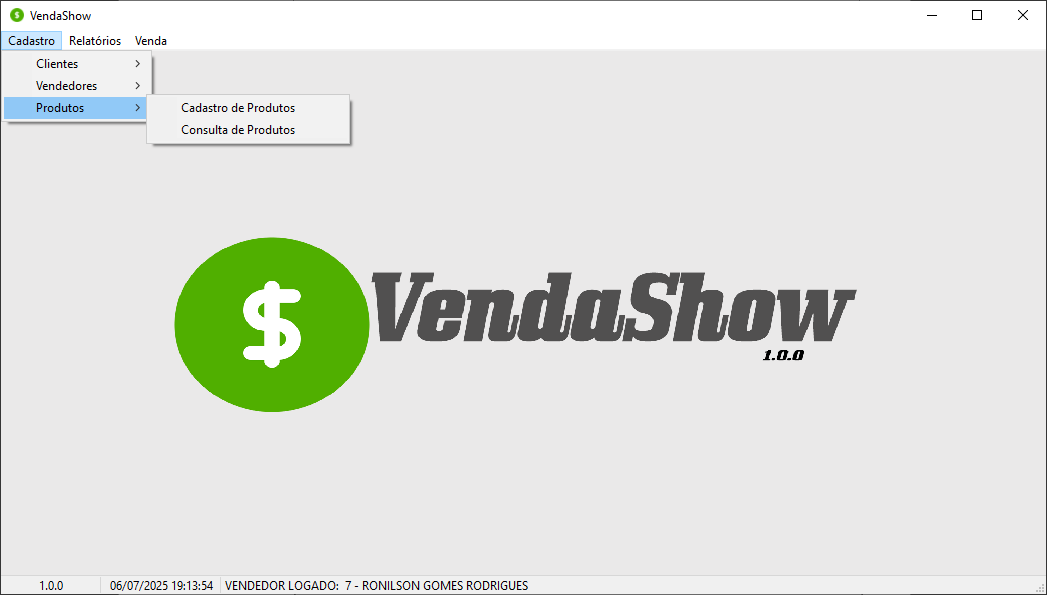 VendaShow
Cadastro Relatórios Venda
Clientes
Vendedores
Produtos
Cadastro de Produtos
Consulta de Produtos
$
VendaShow
1.0.0
1.0.0 06/07/2025 19:13:54 VENDEDOR LOGADO: 7 - RONILSON GOMES RODRIGUES